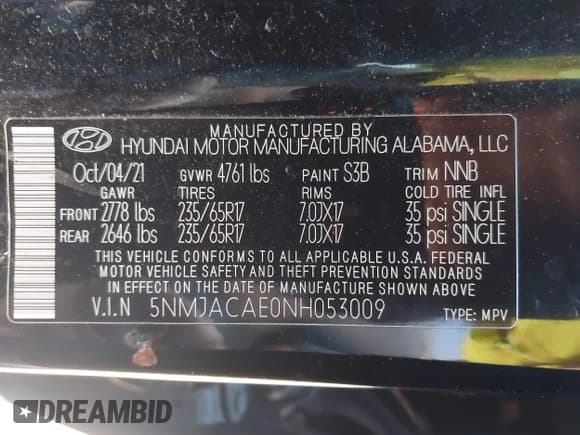 MANUFACTURED BY
HYUNDAI MOTOR MANUFACTURING ALABAMA, LLC
Oct/04/21 GVWR 4761 lbs PAINT S3B TRIM NNB
GAWR TIRES RIMS COLD TIRE INFL
FRONT 2778 lbs 235/65R17 7.0JX17 35 psi SINGLE
REAR 2646 lbs 235/65R17 7.0JX17 35 psi SINGLE
THIS VEHICLE CONFORMS TO ALL APPLICABLE U.S.A. FEDERAL
MOTOR VEHICLE SAFETY AND THEFT PREVENTION STANDARDS
IN EFFECT ON THE DATE OF MANUFACTURE SHOWN ABOVE.
V.I.N 5NMJACAE0NH053009 TYPE: MPV
DREAMBID